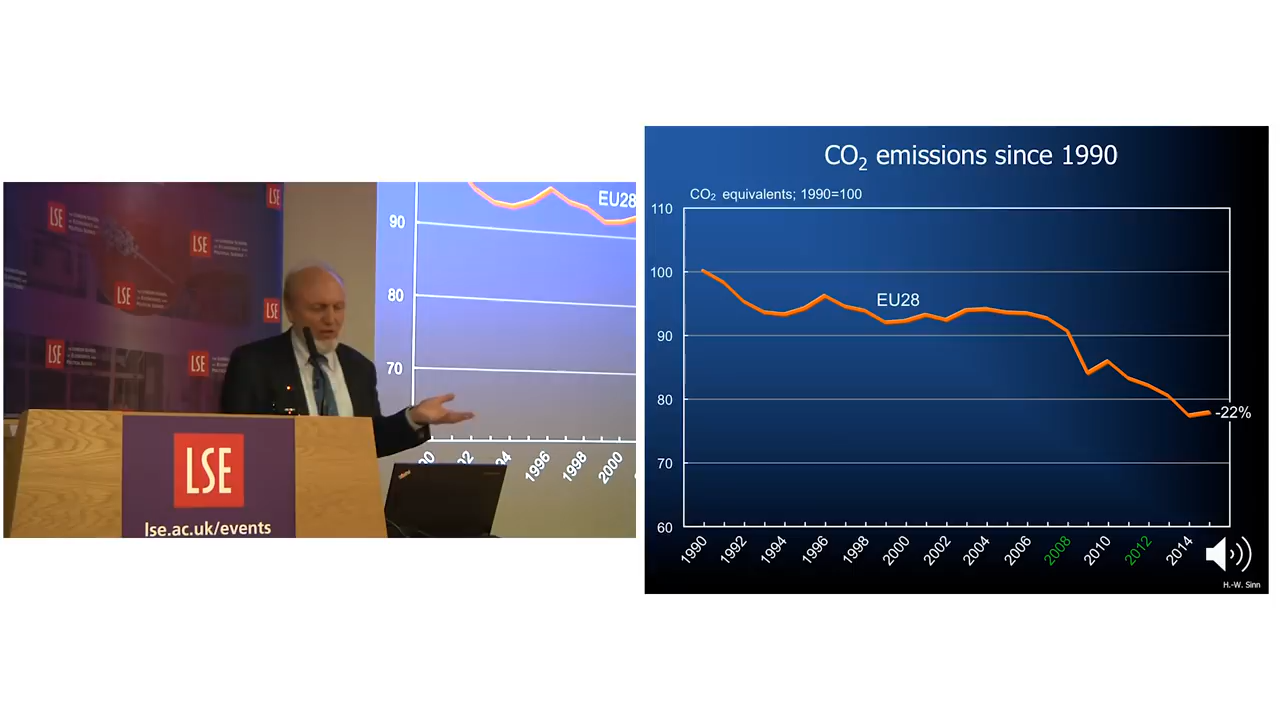 LSE
LSE
LSE
LSE
LSE
LSE
LSE
LSE
lse.ac.uk/events
EU28
90
80
70
1996
1998
2000
CO₂ emissions since 1990
CO₂ equivalents; 1990=100
110
100
90
80
70
60
EU28
-22%
1990
1992
1994
1996
1998
2000
2002
2004
2006
2008
2010
2012
2014
H.-W. Sinn